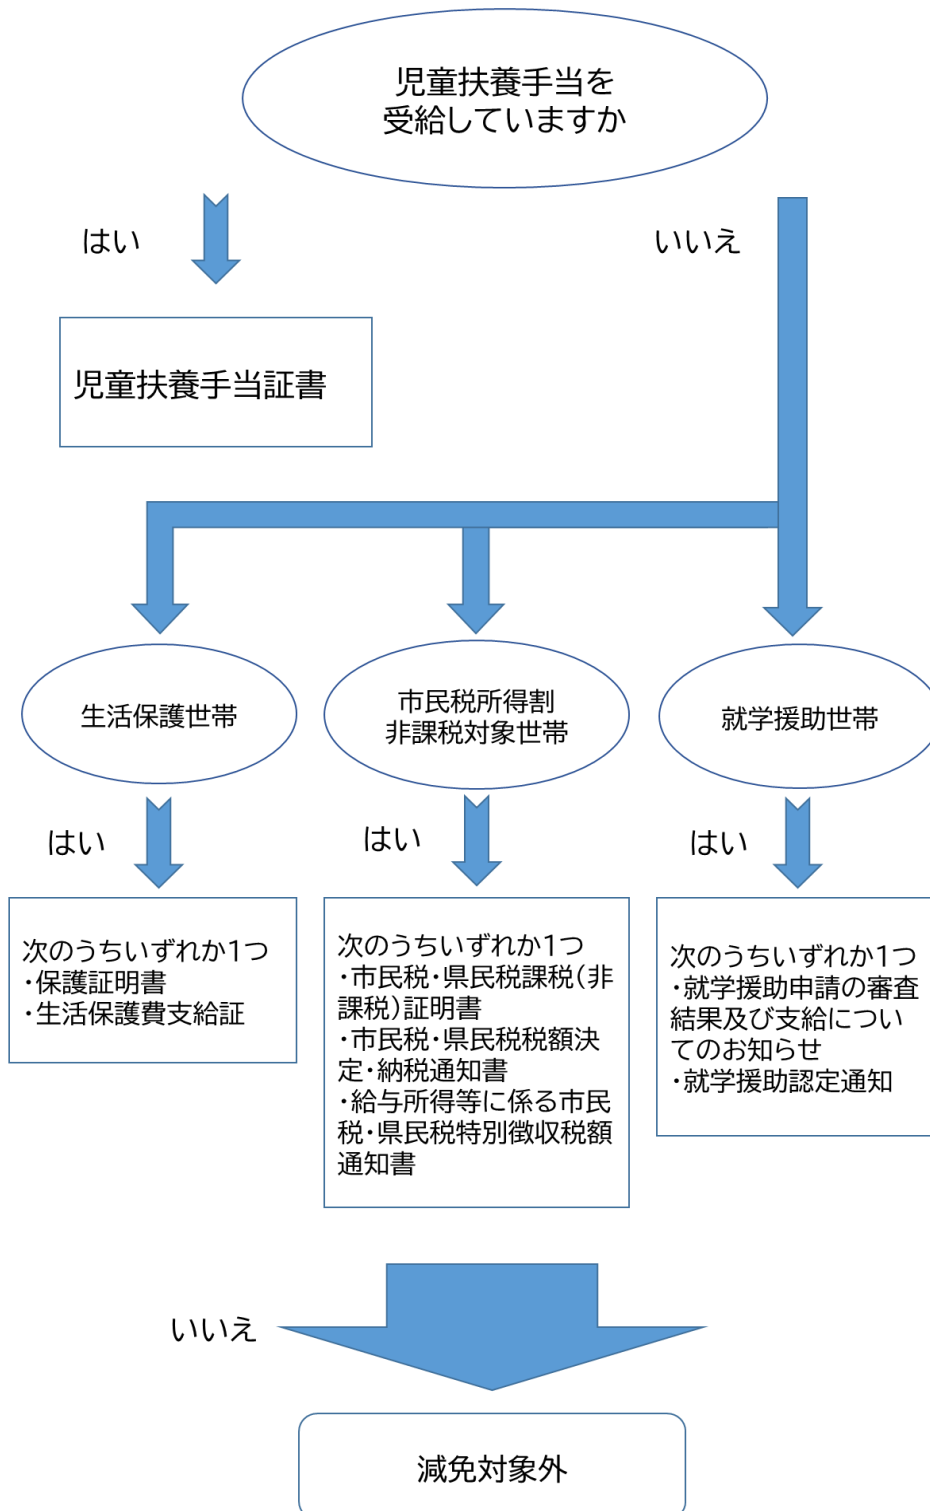 児童扶養手当を
受給していますか
はい
いいえ
児童扶養手当証書
生活保護世帯
市民税所得割
非課税対象世帯
就学援助世帯
はい
はい
はい
次のうちいずれか1つ
・保護証明書
・生活保護費支給証
次のうちいずれか1つ
・市民税・県民税課税(非
課税)証明書
・市民税・県民税税額決
定・納税通知書
・給与所得等に係る市民
税・県民税特別徴収税額
通知書
次のうちいずれか1つ
・就学援助申請の審査
結果及び支給につい
てのお知らせ
・就学援助認定通知
いいえ
減免対象外